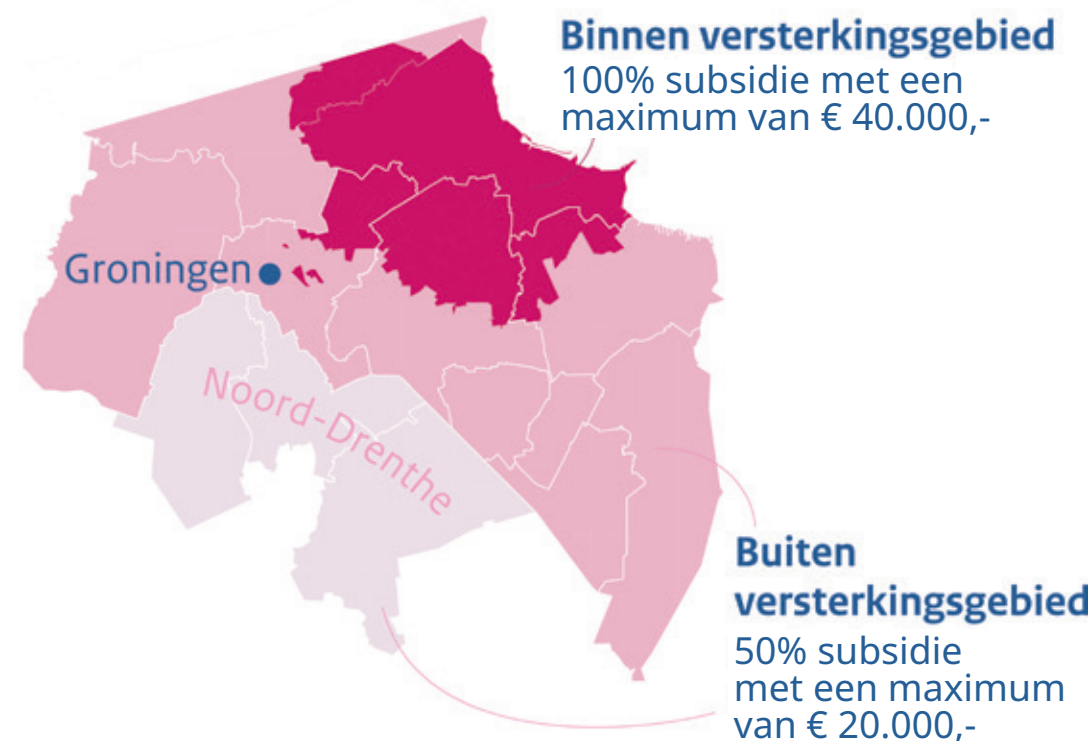 Binnen versterkingsgebied
100% subsidie met een
maximum van € 40.000,-
Groningen
Noord-Drenthe
Buiten
versterkingsgebied
50% subsidie
met een maximum
van € 20.000,-